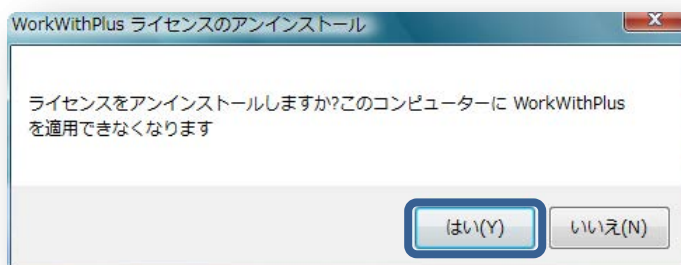 WorkWithPlus ライセンスのアンインストール
ライセンスをアンインストールしますか?このコンピューターに WorkWithPlus
を適用できなくなります
はい(Y)
いいえ(N)